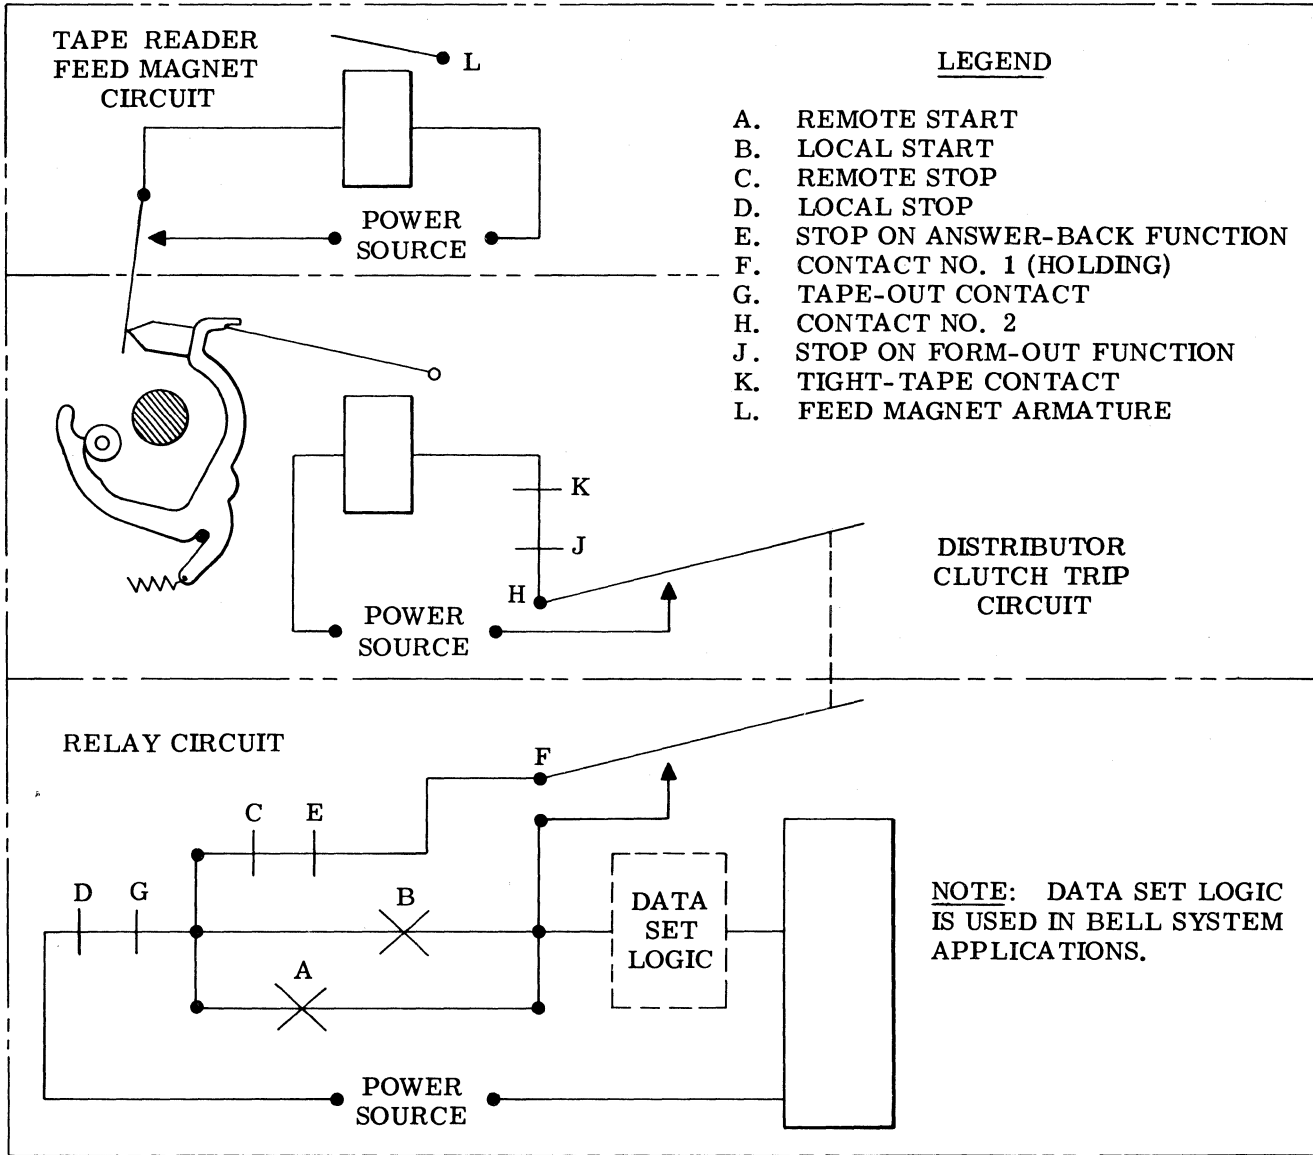 TAPE READER
FEED MAGNET
CIRCUIT
L
POWER
SOURCE
LEGEND
A. REMOTE START
B. LOCAL START
C. REMOTE STOP
D. LOCAL STOP
E. STOP ON ANSWER-BACK FUNCTION
F. CONTACT NO. 1 (HOLDING)
G. TAPE-OUT CONTACT
H. CONTACT NO. 2
J. STOP ON FORM-OUT FUNCTION
K. TIGHT-TAPE CONTACT
L. FEED MAGNET ARMATURE
K
J
H
POWER
SOURCE
DISTRIBUTOR
CLUTCH TRIP
CIRCUIT
RELAY CIRCUIT
F
C E
D G
B
A
DATA
SET
LOGIC
POWER
SOURCE
NOTE: DATA SET LOGIC
IS USED IN BELL SYSTEM
APPLICATIONS.